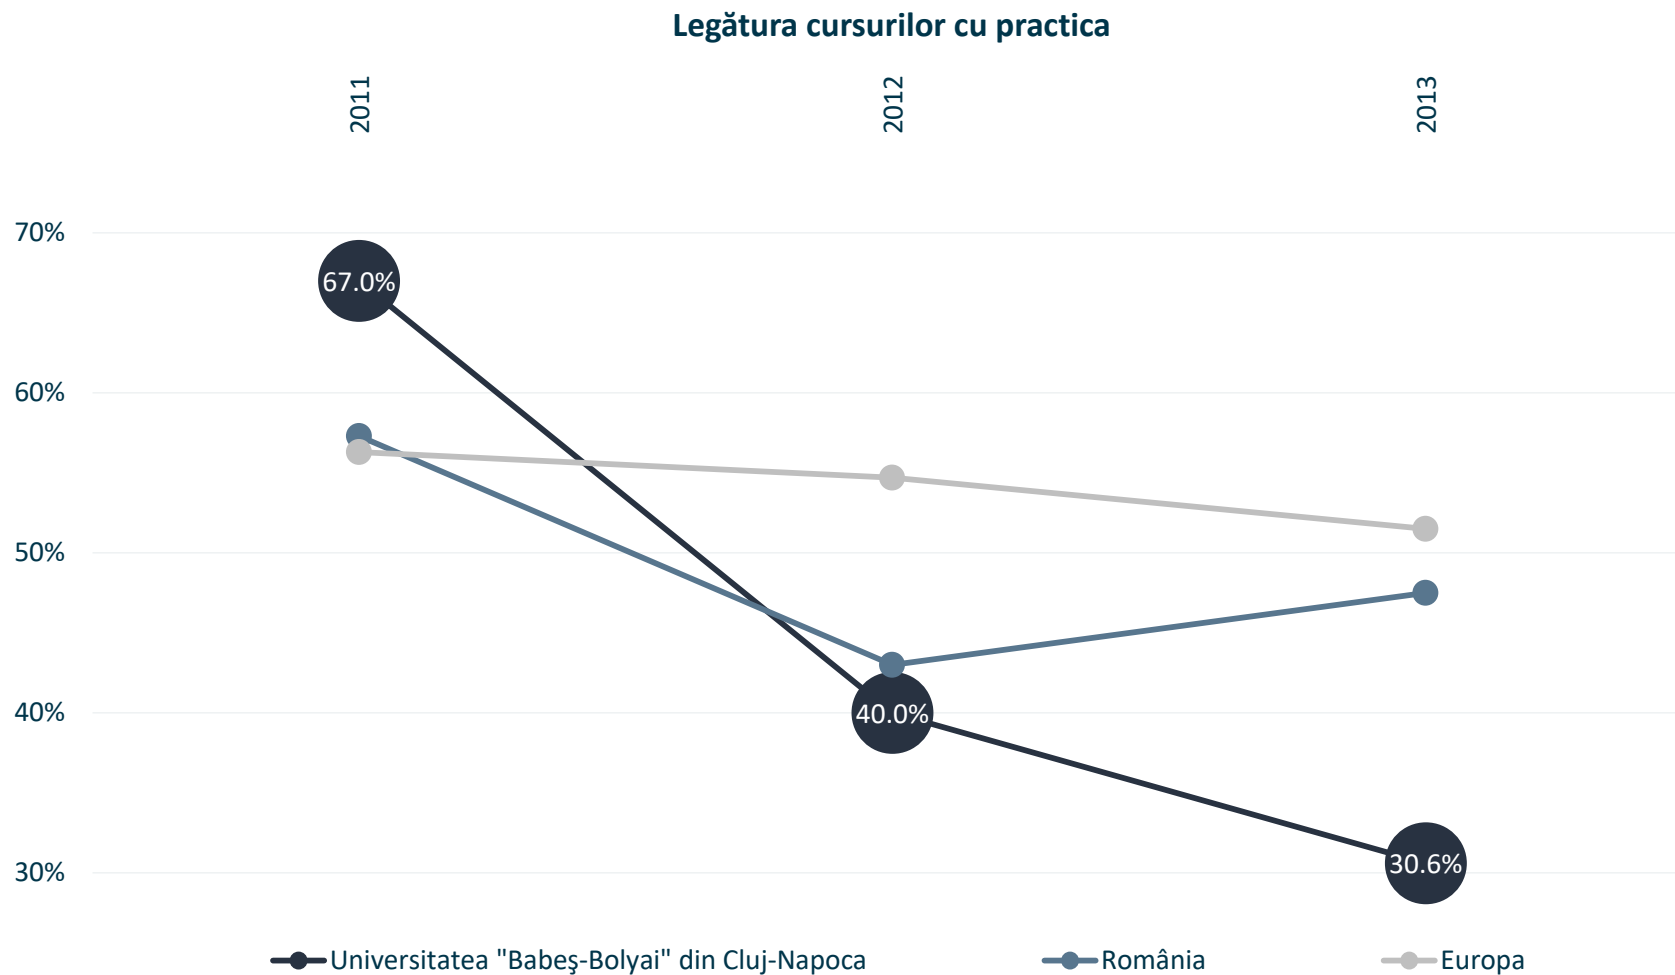 Legătura cursurilor cu practica
2011
2012
2013
70%
67.0%
60%
50%
40%
40.0%
30%
30.6%
Universitatea "Babeş-Bolyai" din Cluj-Napoca
România
Europa